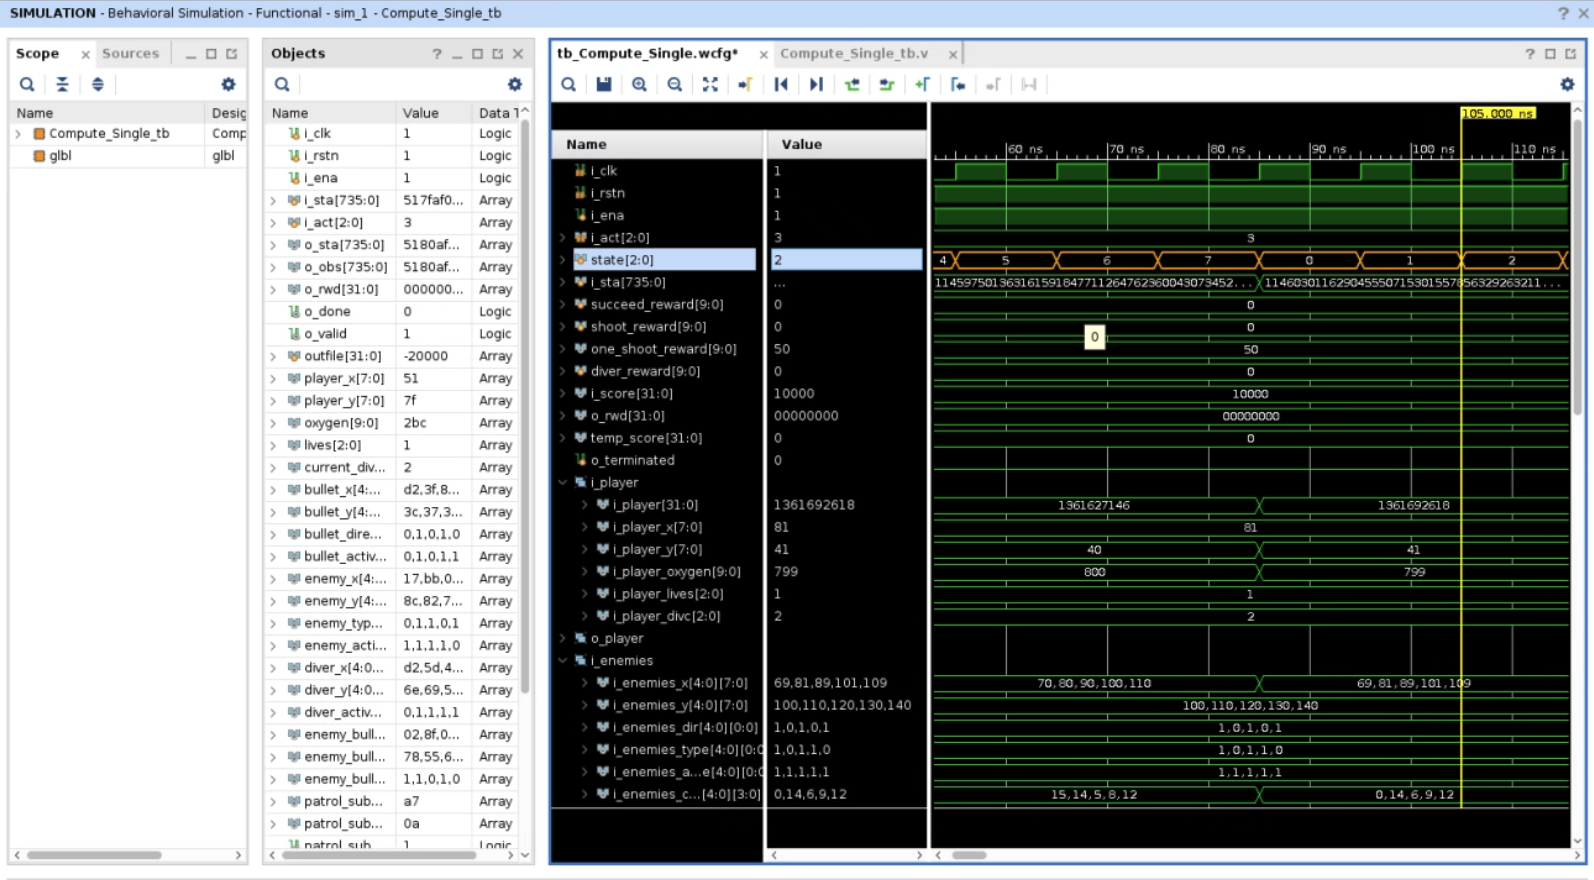 SIMULATION - Behavioral Simulation - Functional - sim_1 - Compute_Single_tb
Scope
Sources
Name
Desig
Compute_Single_tb
Comp
glbl
glbl
Objects
Name
Value
Data T
i_clk
1
Logic
i_rstn
1
Logic
i_ena
1
Logic
i_sta[735:0]
517faf0...
Array
i_act[2:0]
3
Array
o_sta[735:0]
5180af...
Array
o_obs[735:0]
5180af...
Array
o_rwd[31:0]
000000...
Array
o_done
0
Logic
o_valid
1
Logic
outfile[31:0]
-20000
Array
player_x[7:0]
51
Array
player_y[7:0]
7f
Array
oxygen[9:0]
2bc
Array
lives[2:0]
1
Array
current_div...
2
Array
bullet_x[4:...
d2,3f,8...
Array
bullet_y[4:...
3c,37,3...
Array
bullet_dire...
0,1,0,1,0
Array
bullet_activ...
0,1,0,1,1
Array
enemy_x[4:...
17,bb,0...
Array
enemy_y[4:...
8c,82,7...
Array
enemy_typ...
0,1,1,0,1
Array
enemy_acti...
1,1,1,1,0
Array
diver_x[4:0...
d2,5d,4...
Array
diver_y[4:0...
6e,69,5...
Array
diver_activ...
0,1,1,1,1
Array
enemy_bull...
02,8f,0...
Array
enemy_bull...
78,55,6...
Array
enemy_bull...
1,1,0,1,0
Array
patrol_sub...
a7
Array
patrol_sub...
0a
Array
patrol_sub
1
Logic
tb_Compute_Single.wcfg*
Compute_Single_tb.v
105.000 ns
Name
Value
60 ns
70 ns
80 ns
90 ns
100 ns
110 ns
i_clk
1
i_rstn
1
i_ena
1
i_act[2:0]
3
3
state[2:0]
2
4
5
6
7
0
1
2
i_sta[735:0]
...
succeed_reward[9:0]
0
0
shoot_reward[9:0]
0
0
0
one_shoot_reward[9:0]
50
50
diver_reward[9:0]
0
0
i_score[31:0]
10000
10000
o_rwd[31:0]
00000000
00000000
temp_score[31:0]
0
0
o_terminated
0
i_player
i_player[31:0]
1361692618
1361627146
1361692618
i_player_x[7:0]
81
81
i_player_y[7:0]
41
40
41
i_player_oxygen[9:0]
799
800
799
i_player_lives[2:0]
1
1
i_player_divc[2:0]
2
2
o_player
i_enemies
i_enemies_x[4:0][7:0]
69,81,89,101,109
70,80,90,100,110
69,81,89,101,109
i_enemies_y[4:0][7:0]
100,110,120,130,140
100,110,120,130,140
i_enemies_dir[4:0][0:0]
1,0,1,0,1
1,0,1,0,1
i_enemies_type[4:0][0:0
1,0,1,1,0
1,0,1,1,0
i_enemies_a...e[4:0][0:0
1,1,1,1,1
1,1,1,1,1
i_enemies_c...[4:0][3:0]
0,14,6,9,12
15,14,5,8,12
0,14,6,9,12